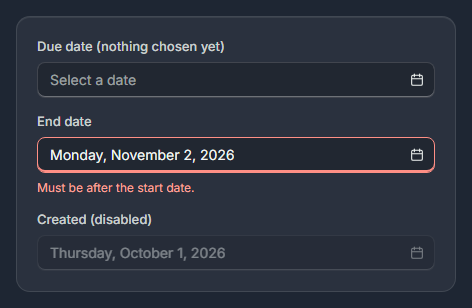 Due date (nothing chosen yet)
Select a date
End date
Monday, November 2, 2026
Must be after the start date.
Created (disabled)
Thursday, October 1, 2026